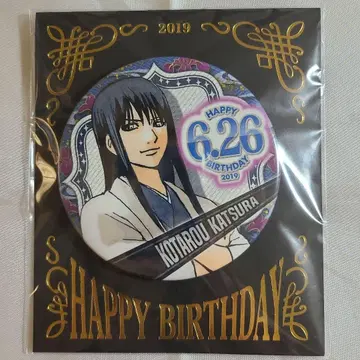 2019
HAPPY
6.26
BIRTHDAY
2019
KOTAROU KATSURA
HAPPY BIRTHDAY